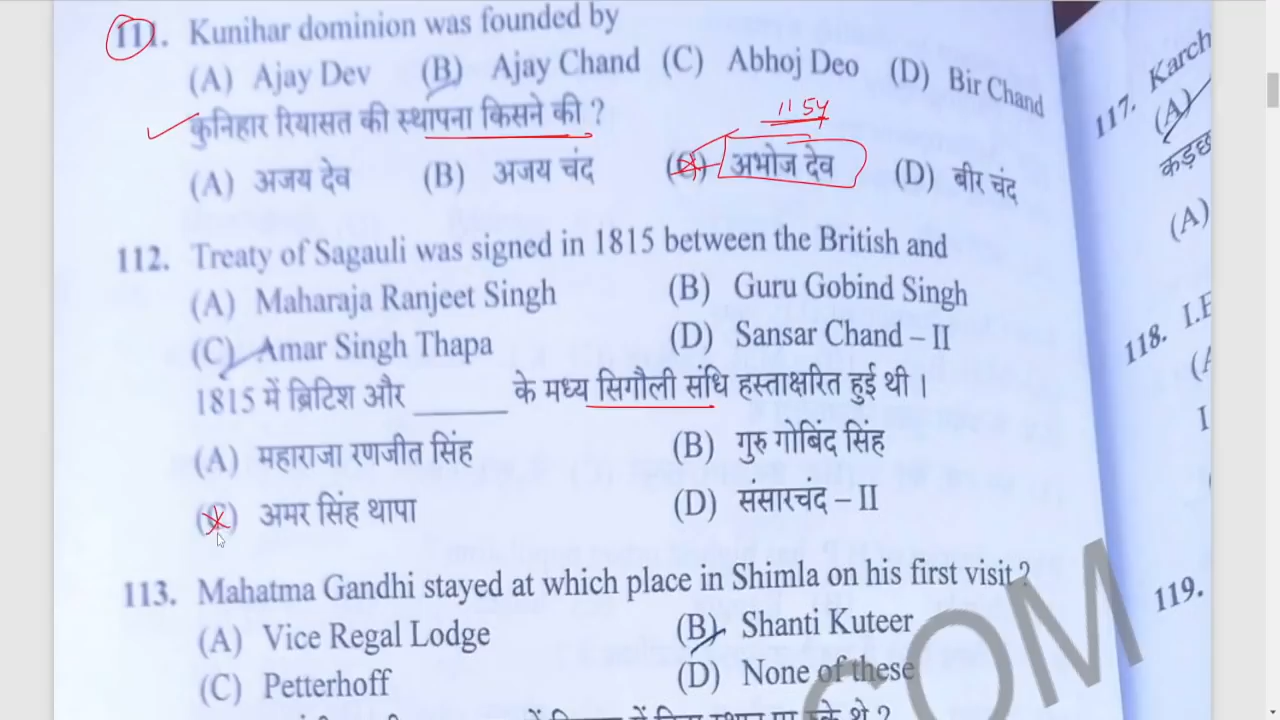 111. Kunihar dominion was founded by
(A) Ajay Dev (B) Ajay Chand (C) Abhoj Deo (D) Bir Chand
कुनिहार रियासत की स्थापना किसने की ?
1154
(A) अजय देव (B) अजय चंद (C) अभोज देव (D) बीर चंद
112. Treaty of Sagauli was signed in 1815 between the British and
(A) Maharaja Ranjeet Singh (B) Guru Gobind Singh
(C) Amar Singh Thapa (D) Sansar Chand – II
1815 में ब्रिटिश और ______ के मध्य सिगौली संधि हस्ताक्षरित हुई थी ।
(A) महाराजा रणजीत सिंह (B) गुरु गोबिंद सिंह
(C) अमर सिंह थापा (D) संसारचंद – II
113. Mahatma Gandhi stayed at which place in Shimla on his first visit ?
(A) Vice Regal Lodge (B) Shanti Kuteer
(C) Petterhoff (D) None of these
117. Karch
(A)
कड़छ
(A)
118. I.E
119.
COM